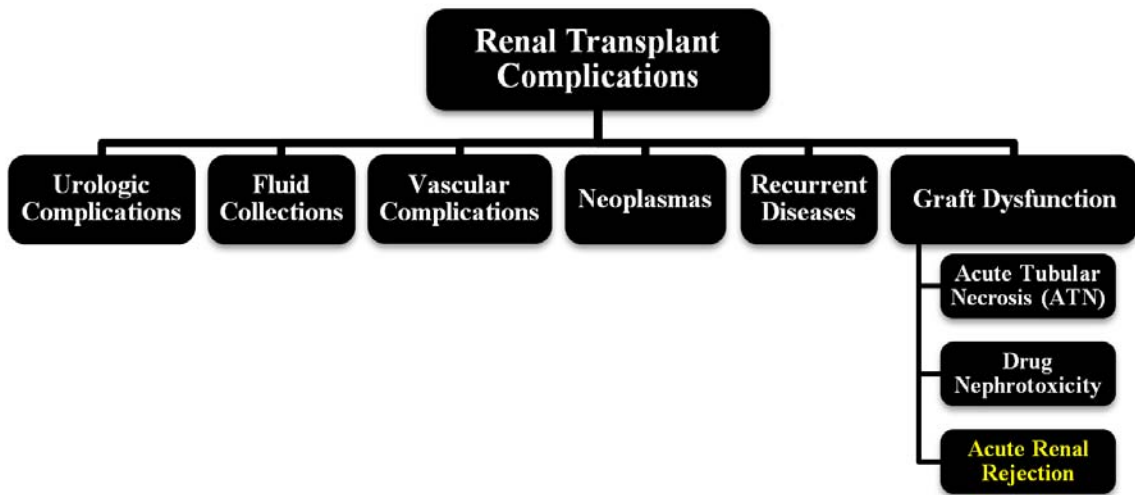 Renal Transplant
Complications
Urologic
Complications
Fluid
Collections
Vascular
Complications
Neoplasmas
Recurrent
Diseases
Graft Dysfunction
Acute Tubular
Necrosis (ATN)
Drug
Nephrotoxicity
Acute Renal
Rejection